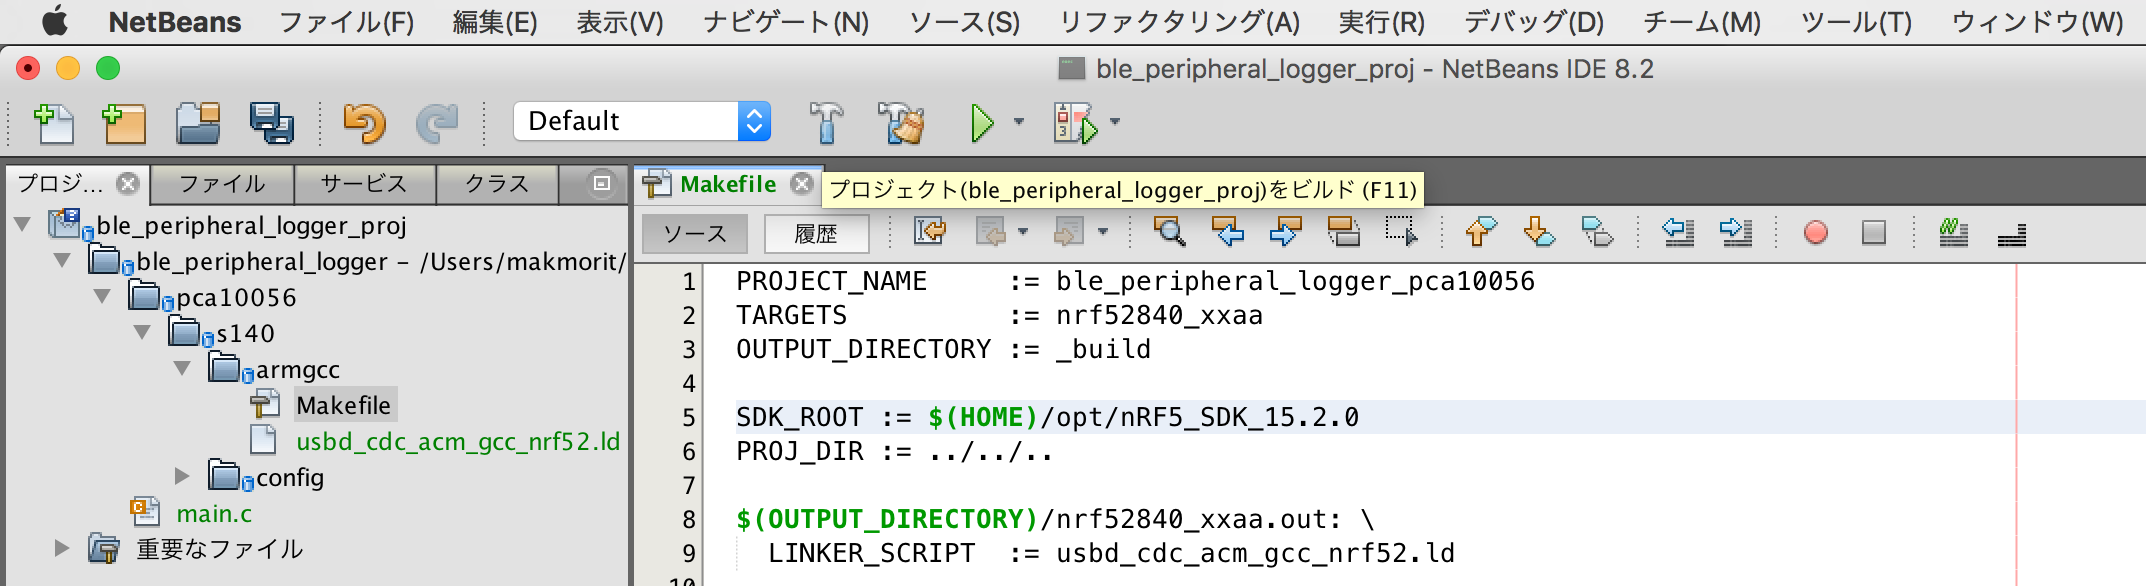 NetBeans ファイル(F) 編集(E) 表示(V) ナビゲート(N) ソース(S) リファクタリング(A) 実行(R) デバッグ(D) チーム(M) ツール(T) ウィンドウ(W)
ble_peripheral_logger_proj - NetBeans IDE 8.2
Default
プロジ... ファイル サービス クラス
Makefile
プロジェクト(ble_peripheral_logger_proj)をビルド (F11)
ble_peripheral_logger_proj
ble_peripheral_logger – /Users/makmorit/
pca10056
s140
armgcc
Makefile
usbd_cdc_acm_gcc_nrf52.ld
config
main.c
重要なファイル
ソース 履歴
1 PROJECT_NAME := ble_peripheral_logger_pca10056
2 TARGETS := nrf52840_xxaa
3 OUTPUT_DIRECTORY := _build
4
5 SDK_ROOT := $(HOME)/opt/nRF5_SDK_15.2.0
6 PROJ_DIR := ../../..
7
8 $(OUTPUT_DIRECTORY)/nrf52840_xxaa.out: \
9 LINKER_SCRIPT := usbd_cdc_acm_gcc_nrf52.ld
10